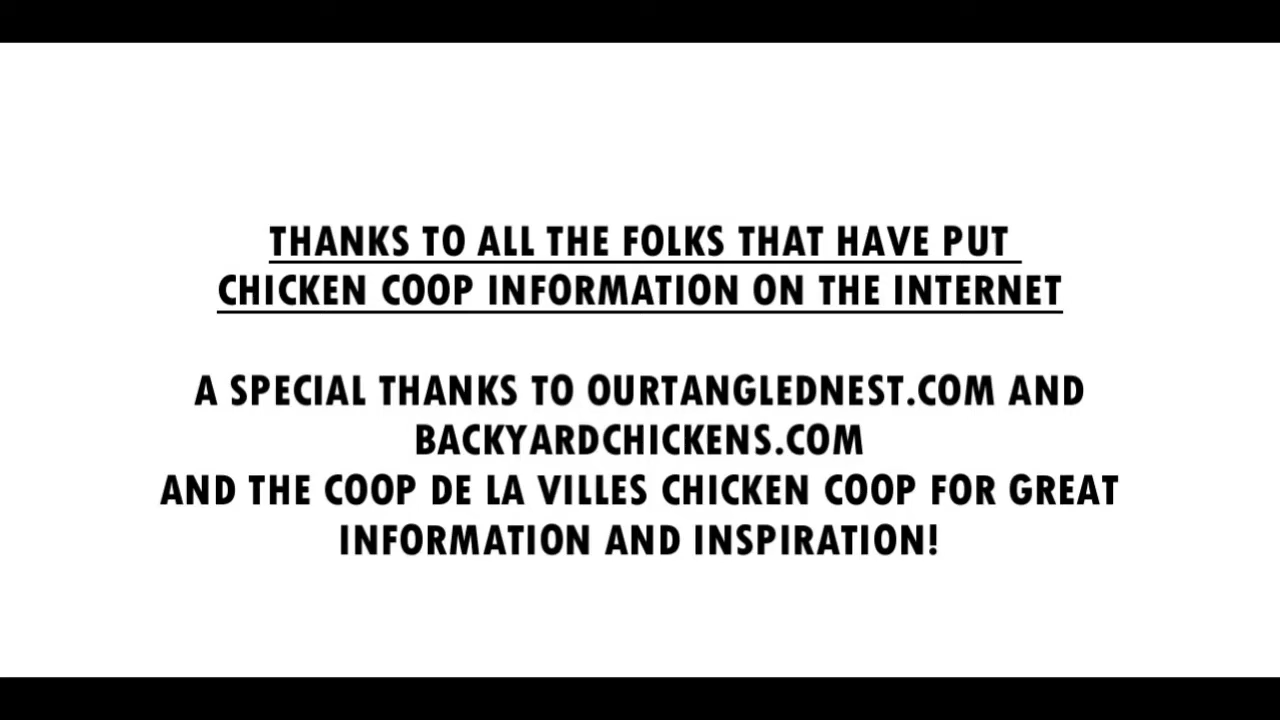 THANKS TO ALL THE FOLKS THAT HAVE PUT
CHICKEN COOP INFORMATION ON THE INTERNET
A SPECIAL THANKS TO OURTANGLEDNEST.COM AND
BACKYARDCHICKENS.COM
AND THE COOP DE LA VILLES CHICKEN COOP FOR GREAT
INFORMATION AND INSPIRATION!